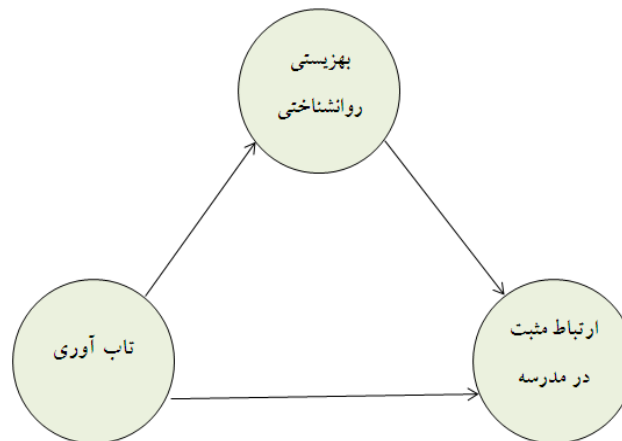 بهزیستی
روانشناختی
تاب آوری
ارتباط مثبت
در مدرسه